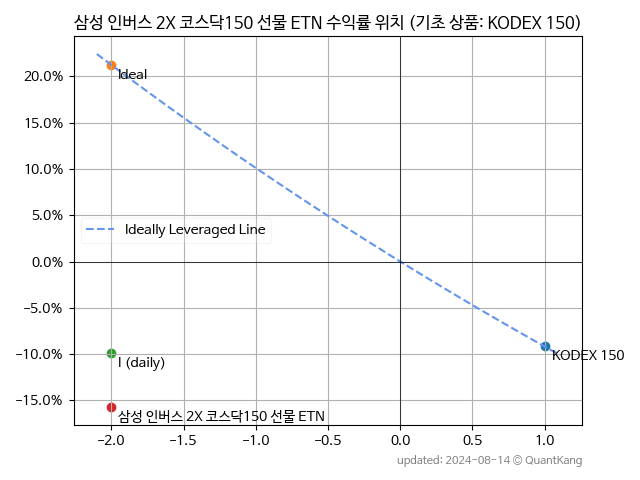 삼성 인버스 2X 코스닥150 선물 ETN 수익률 위치 (기초 상품: KODEX 150)
20.0%
15.0%
10.0%
5.0%
0.0%
−5.0%
−10.0%
−15.0%
Ideal
Ideally Leveraged Line
KODEX 150
I (daily)
삼성 인버스 2X 코스닥150 선물 ETN
−2.0 −1.5 −1.0 −0.5 0.0 0.5 1.0
updated: 2024-08-14 © QuantKang